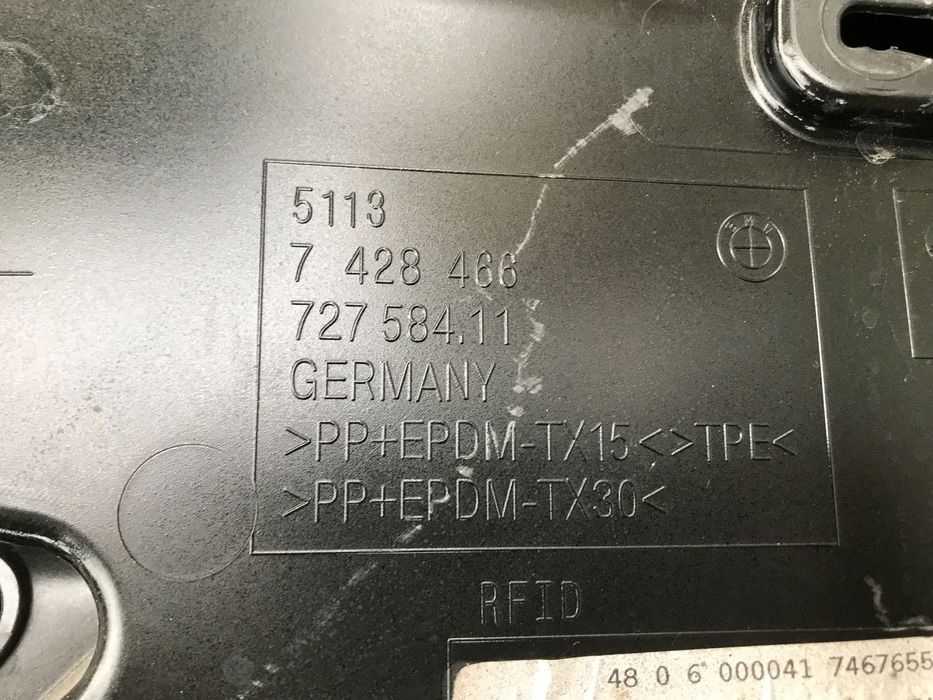 5113
BMW
7 428 466
727 584.11
GERMANY
>PP+EPDM-TX15<>TPE<
>PP+EPDM-TX30<
RFID
48 0 6 000041 7467655